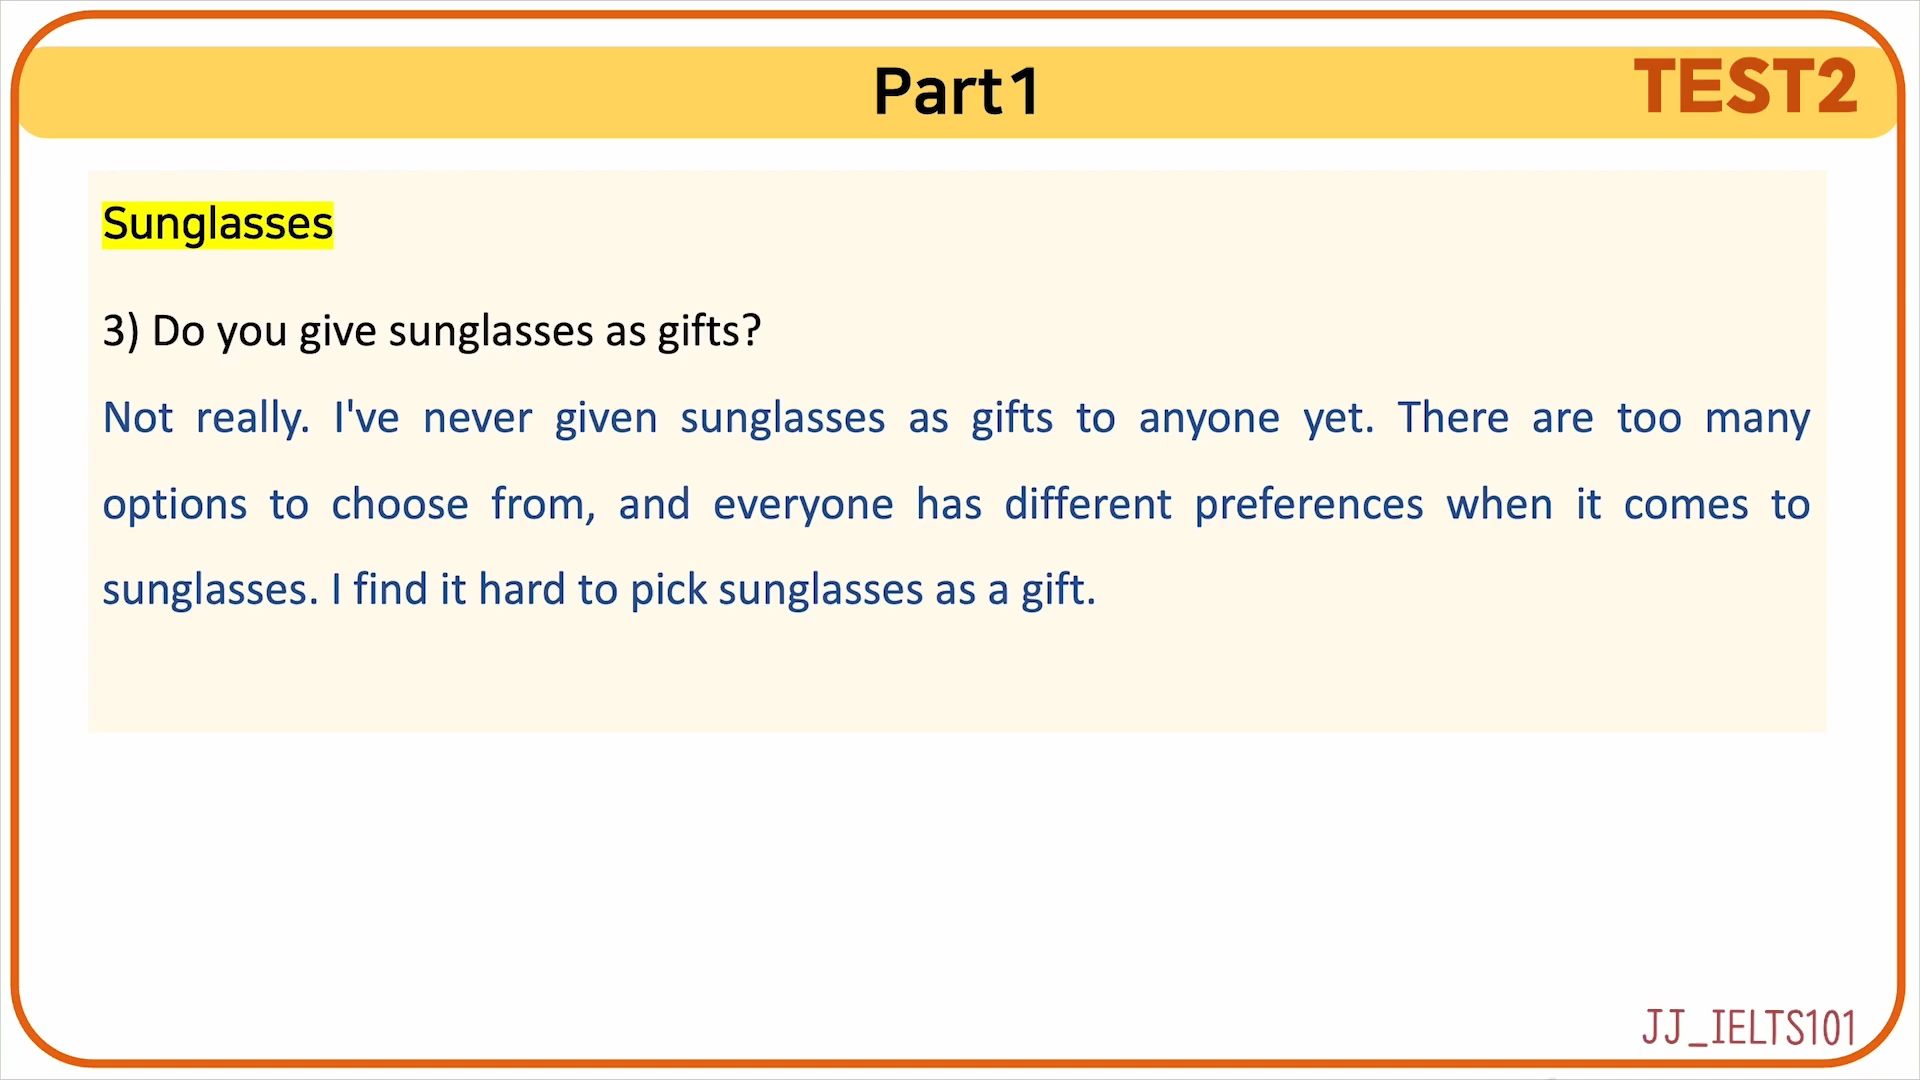 Part1
TEST2
Sunglasses
3) Do you give sunglasses as gifts?
Not really. I've never given sunglasses as gifts to anyone yet. There are too many
options to choose from, and everyone has different preferences when it comes to
sunglasses. I find it hard to pick sunglasses as a gift.
JJ_IELTS101